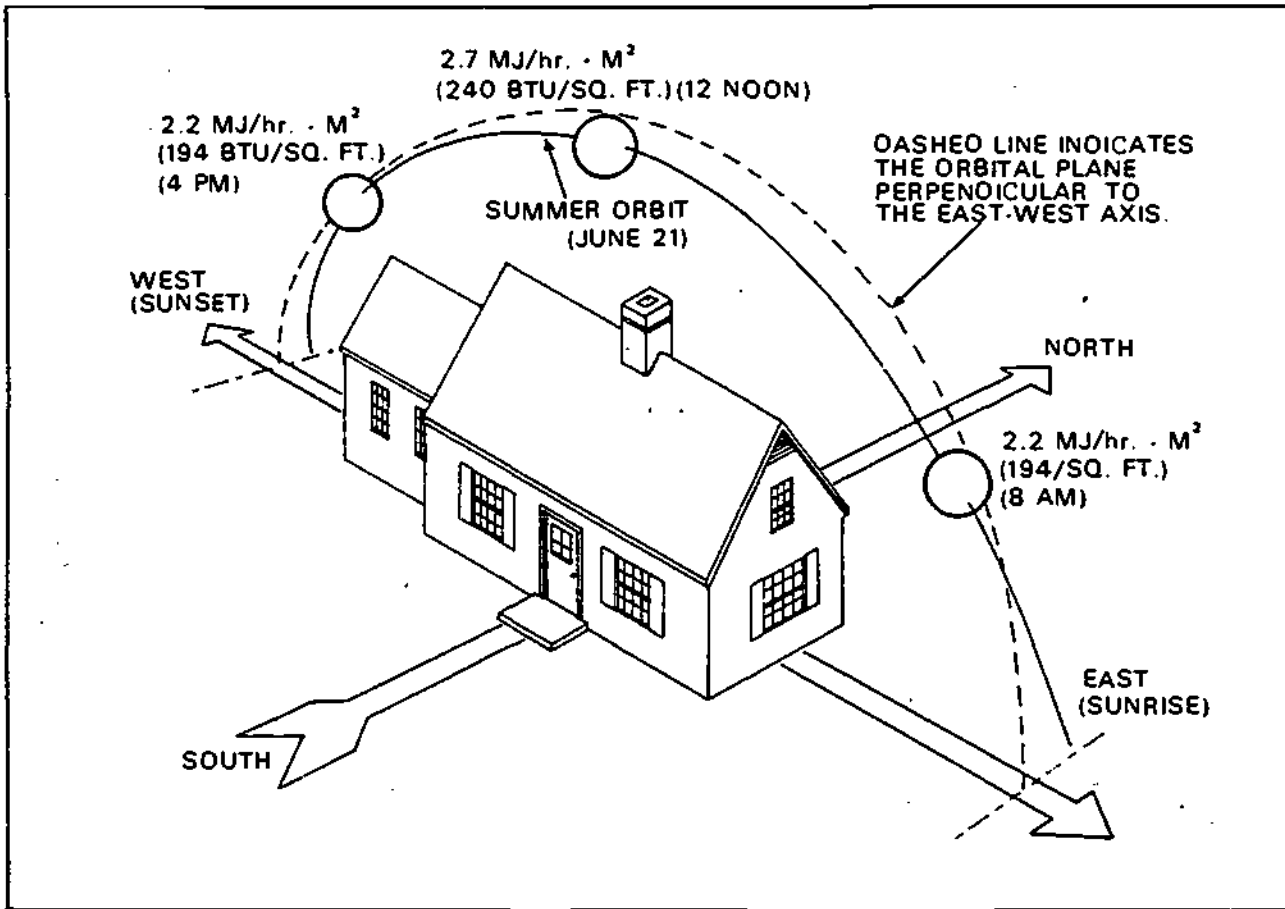 2.7 MJ/hr. · M²
(240 BTU/SQ. FT.) (12 NOON)
2.2 MJ/hr. · M²
(194 BTU/SQ. FT.)
(4 PM)
OASHEO LINE INDICATES
THE ORBITAL PLANE
PERPENOICULAR TO
THE EAST-WEST AXIS.
SUMMER ORBIT
(JUNE 21)
WEST
(SUNSET)
NORTH
2.2 MJ/hr. · M²
(194/SQ. FT.)
(8 AM)
EAST
(SUNRISE)
SOUTH